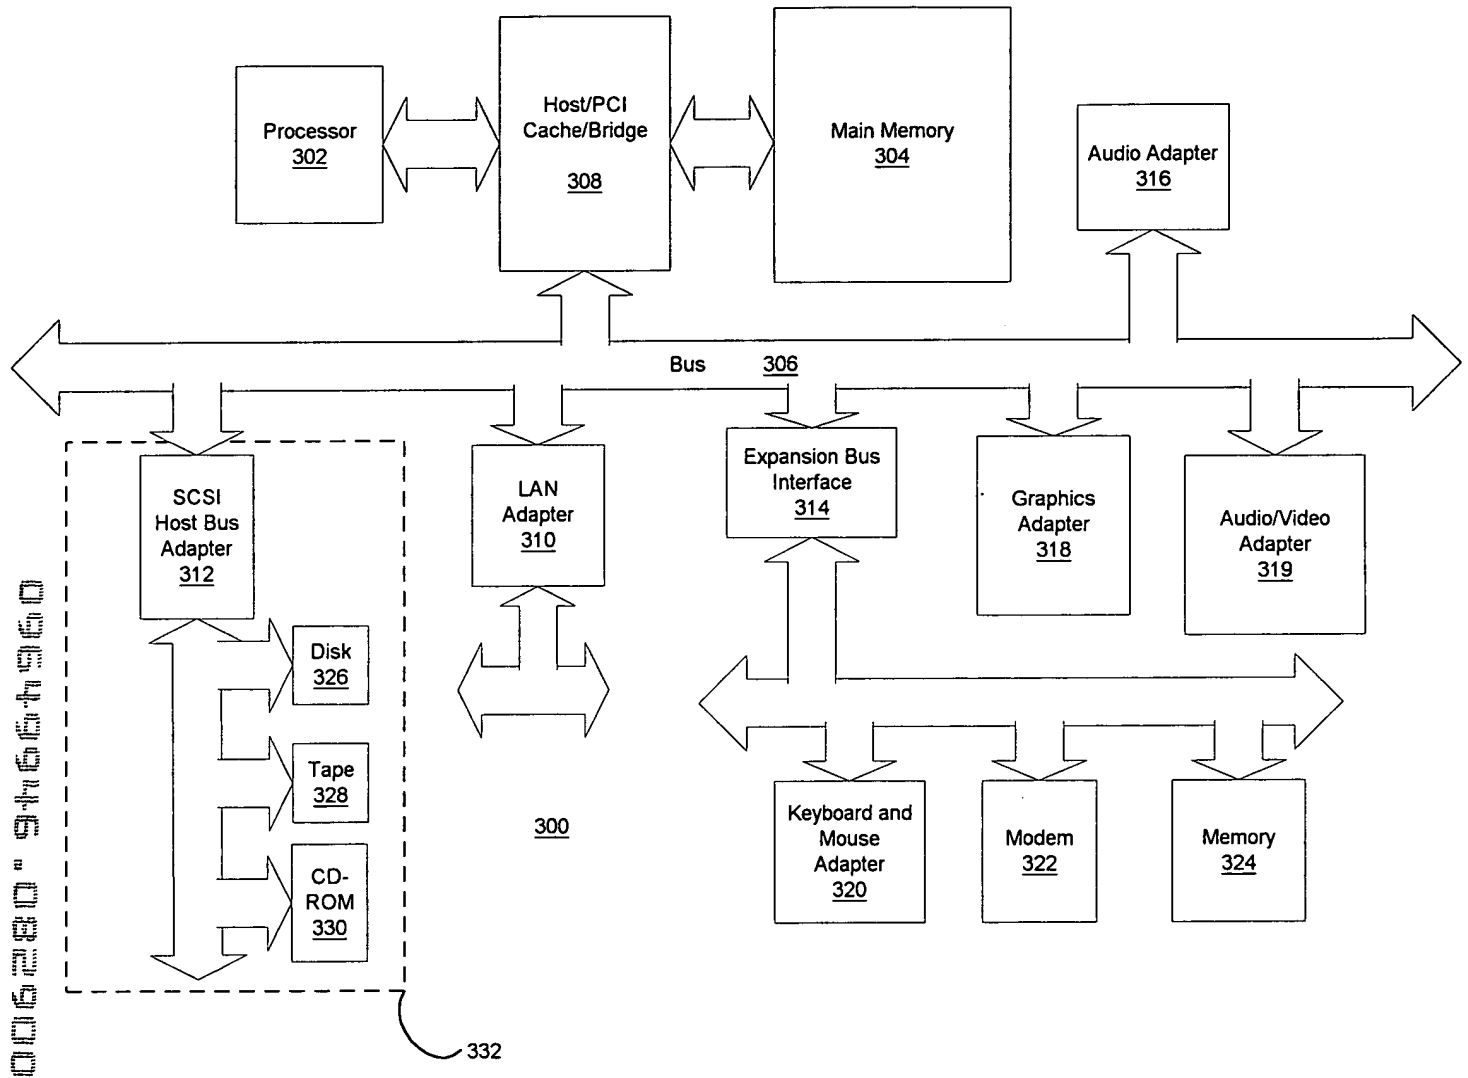 Processor
302
Host/PCI
Cache/Bridge
308
Main Memory
304
Audio Adapter
316
Bus 306
SCSI
Host Bus
Adapter
312
LAN
Adapter
310
Expansion Bus
Interface
314
Graphics
Adapter
318
Audio/Video
Adapter
319
Disk
326
Tape
328
CD-
ROM
330
300
Keyboard and
Mouse
Adapter
320
Modem
322
Memory
324
332